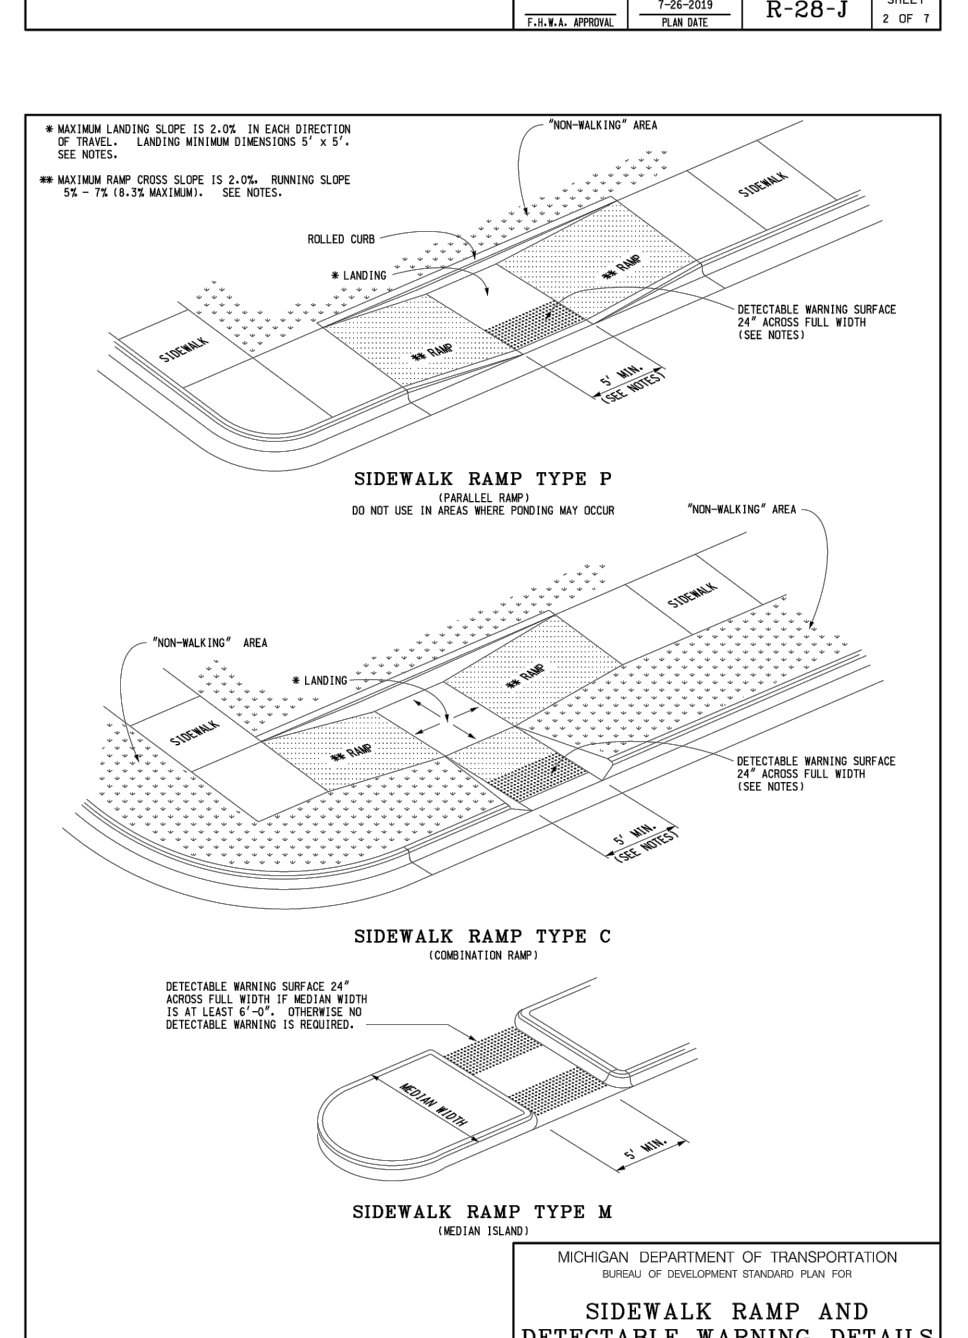 7-26-2019
F.H.W.A. APPROVAL
PLAN DATE
R-28-J
SHEET
2 OF 7
* MAXIMUM LANDING SLOPE IS 2.0% IN EACH DIRECTION
OF TRAVEL. LANDING MINIMUM DIMENSIONS 5' x 5'.
SEE NOTES.
** MAXIMUM RAMP CROSS SLOPE IS 2.0%. RUNNING SLOPE
5% - 7% (8.3% MAXIMUM). SEE NOTES.
"NON-WALKING" AREA
SIDEWALK
ROLLED CURB
* LANDING
** RAMP
DETECTABLE WARNING SURFACE
24" ACROSS FULL WIDTH
(SEE NOTES)
SIDEWALK
** RAMP
5' MIN.
(SEE NOTES)
SIDEWALK RAMP TYPE P
(PARALLEL RAMP)
DO NOT USE IN AREAS WHERE PONDING MAY OCCUR
"NON-WALKING" AREA
SIDEWALK
"NON-WALKING" AREA
* LANDING
** RAMP
SIDEWALK
** RAMP
DETECTABLE WARNING SURFACE
24" ACROSS FULL WIDTH
(SEE NOTES)
5' MIN.
(SEE NOTES)
SIDEWALK RAMP TYPE C
(COMBINATION RAMP)
DETECTABLE WARNING SURFACE 24"
ACROSS FULL WIDTH IF MEDIAN WIDTH
IS AT LEAST 6'-0". OTHERWISE NO
DETECTABLE WARNING IS REQUIRED.
MEDIAN WIDTH
5' MIN.
SIDEWALK RAMP TYPE M
(MEDIAN ISLAND)
MICHIGAN DEPARTMENT OF TRANSPORTATION
BUREAU OF DEVELOPMENT STANDARD PLAN FOR
SIDEWALK RAMP AND
DETECTABLE WARNING DETAILS